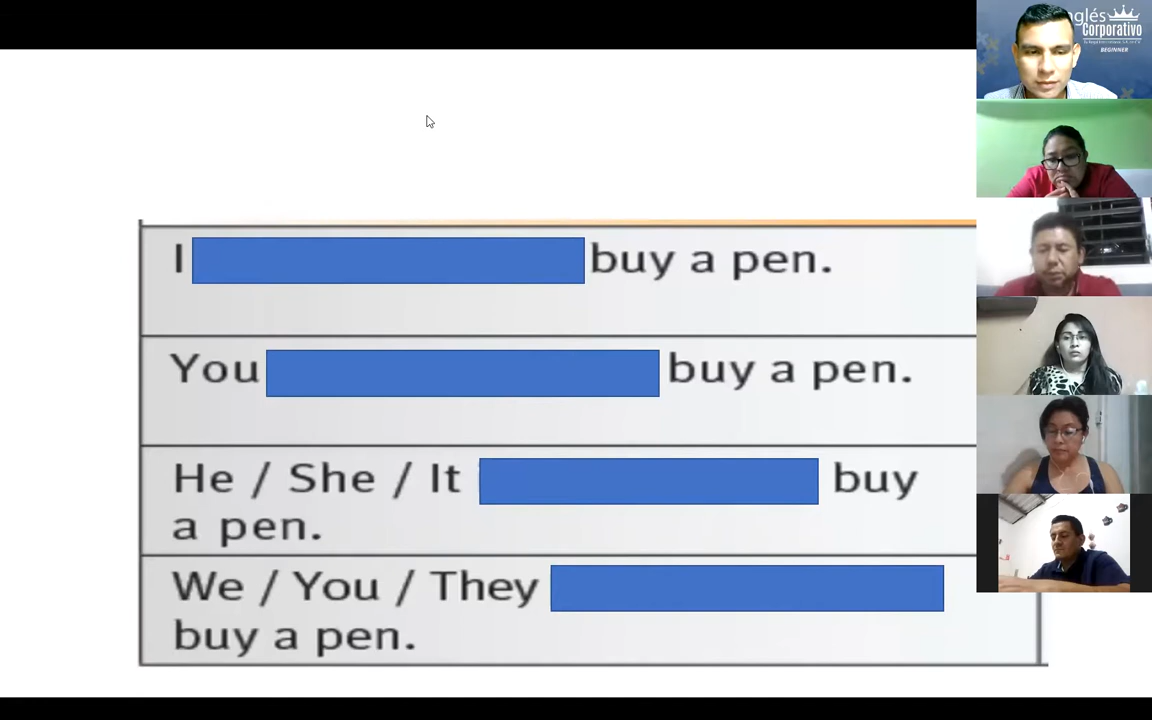 Inglés
Corporativo
BEGINNER
I buy a pen.
You buy a pen.
He / She / It buy
a pen.
We / You / They
buy a pen.